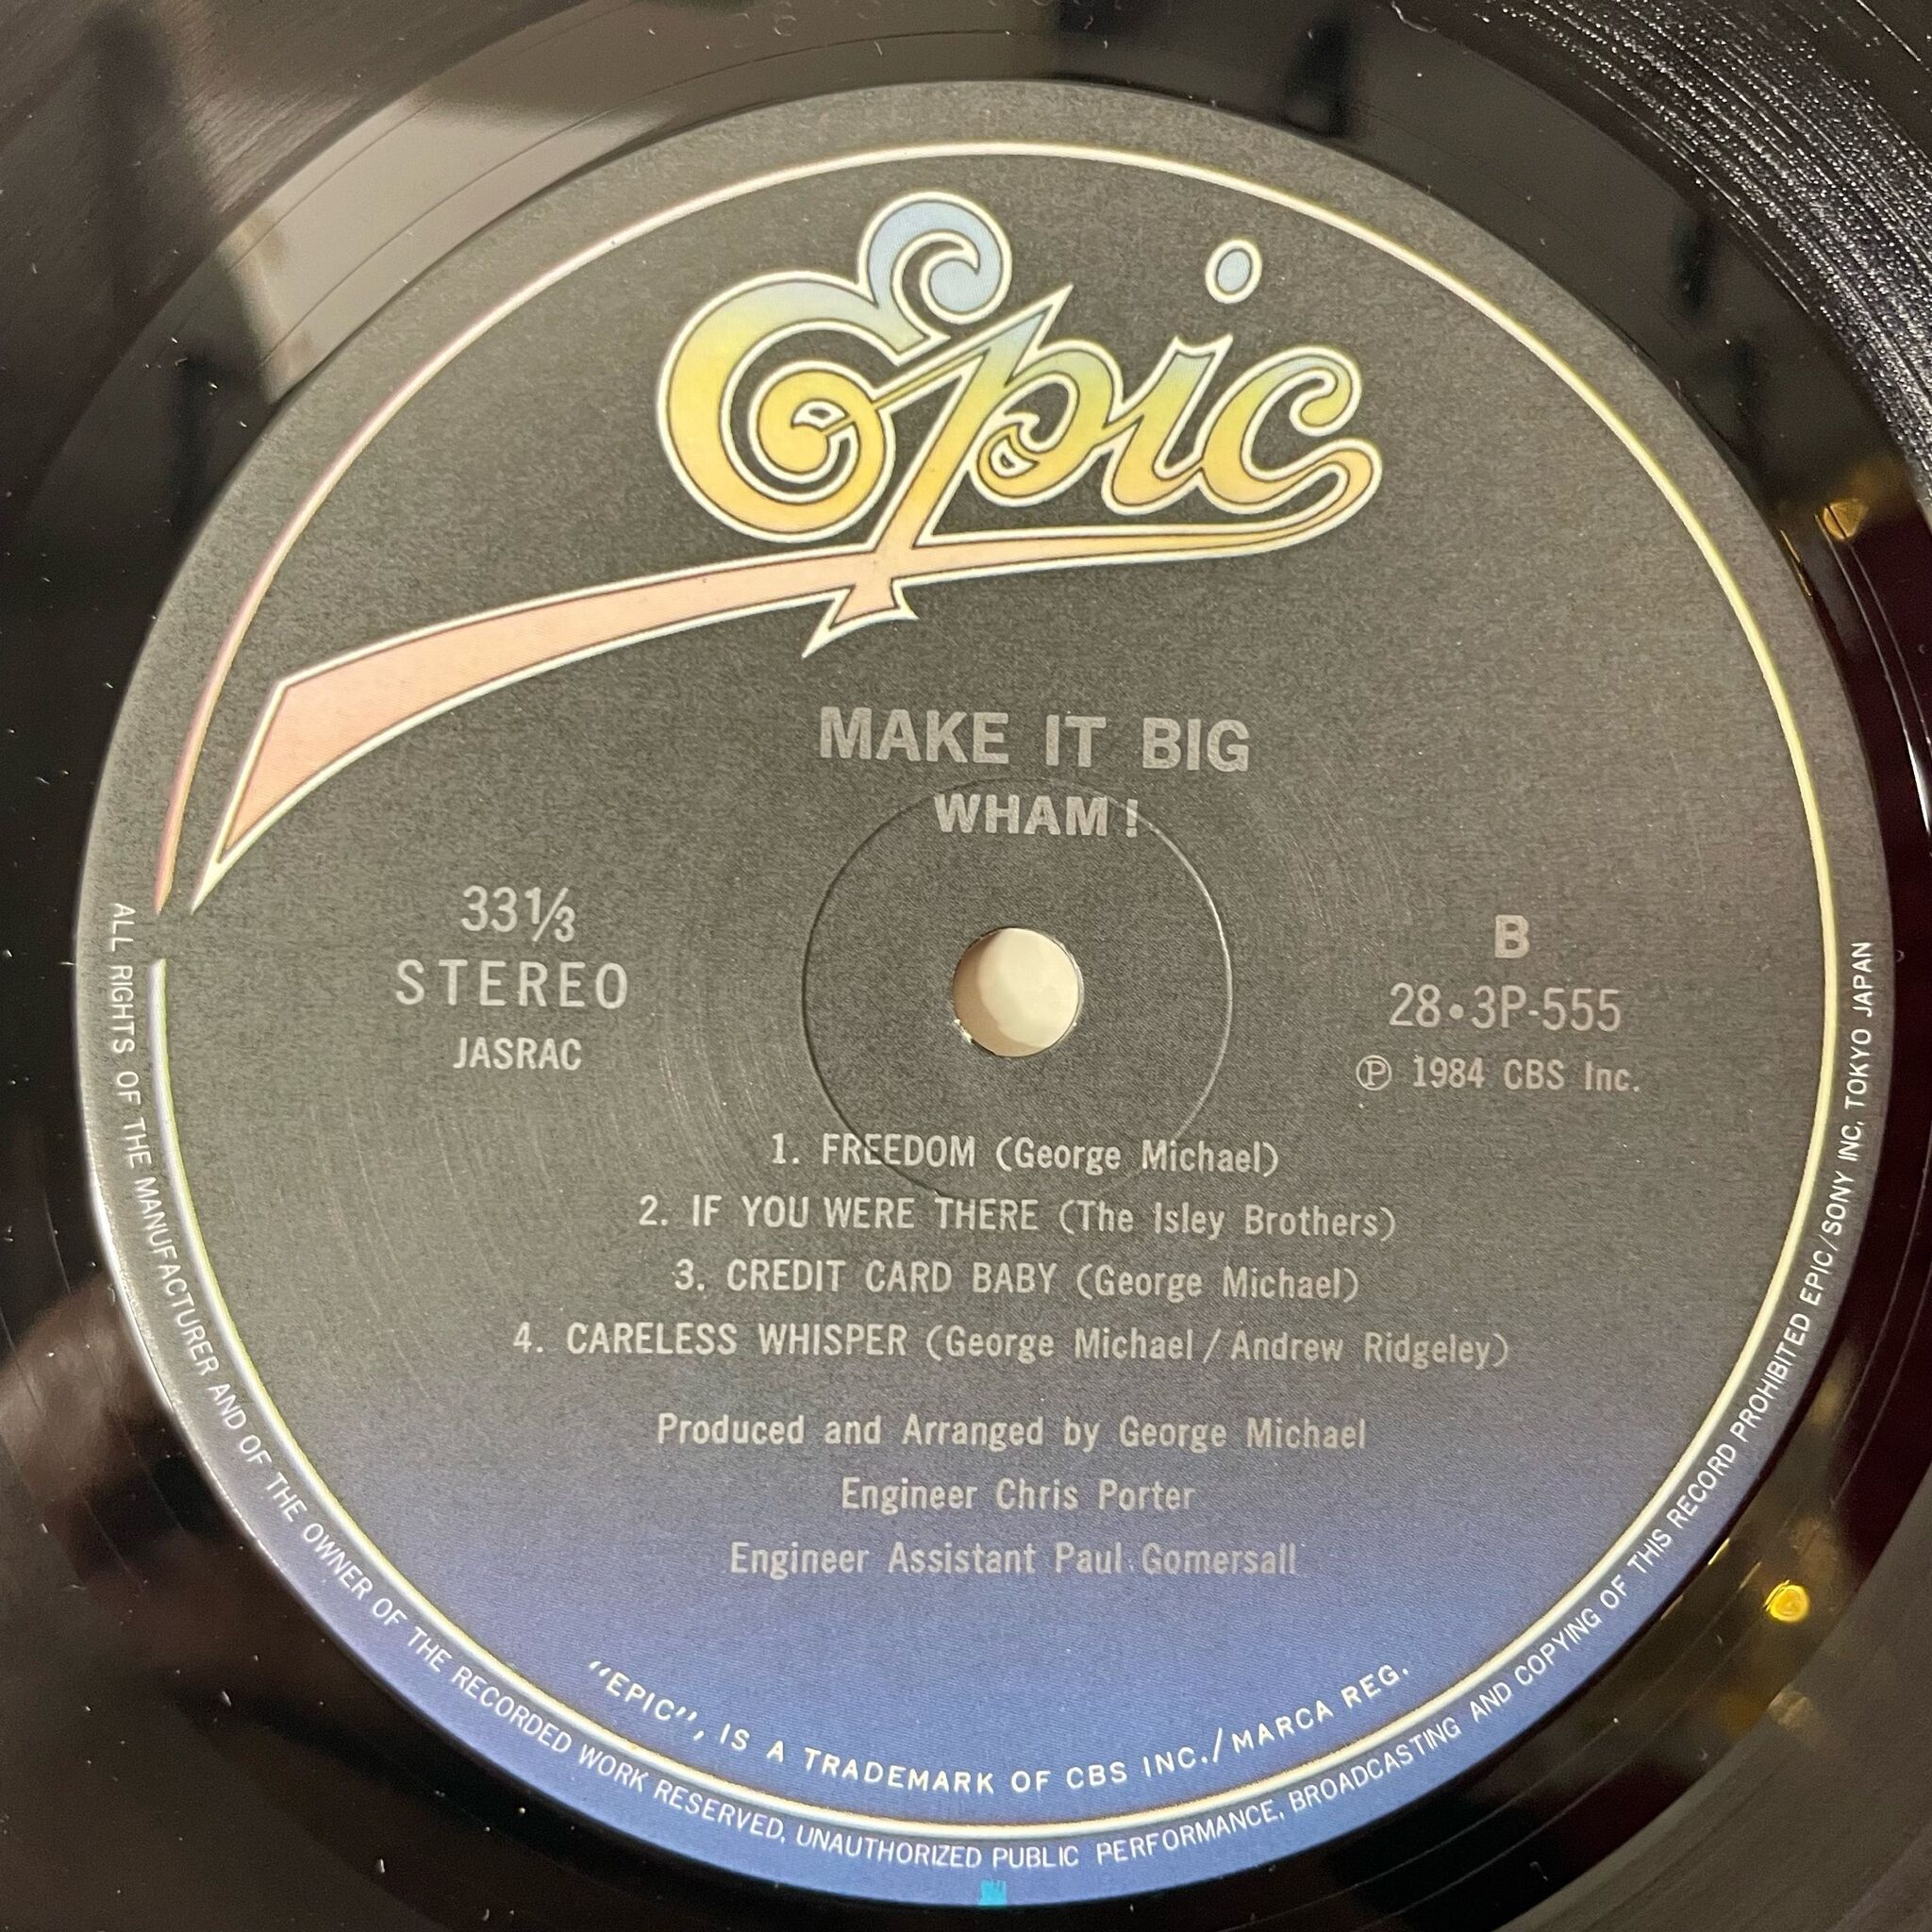 Epic
MAKE IT BIG
WHAM!
33⅓
STEREO
JASRAC
B
28•3P-555
℗ 1984 CBS Inc.
1. FREEDOM (George Michael)
2. IF YOU WERE THERE (The Isley Brothers)
3. CREDIT CARD BABY (George Michael)
4. CARELESS WHISPER (George Michael / Andrew Ridgeley)
Produced and Arranged by George Michael
Engineer Chris Porter
Engineer Assistant Paul Gomersall
"EPIC", IS A TRADEMARK OF CBS INC./MARCA REG.
ALL RIGHTS OF THE MANUFACTURER AND OF THE OWNER OF THE RECORDED WORK RESERVED, UNAUTHORIZED PUBLIC PERFORMANCE, BROADCASTING AND COPYING OF THIS RECORD PROHIBITED EPIC/SONY INC, TOKYO JAPAN